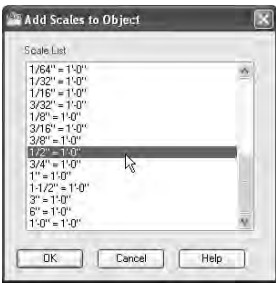 Add Scales to Object
Scale List
1/64" = 1'-0"
1/32" = 1'-0"
1/16" = 1'-0"
3/32" = 1'-0"
1/8" = 1'-0"
3/16" = 1'-0"
3/8" = 1'-0"
1/2" = 1'-0"
3/4" = 1'-0"
1" = 1'-0"
1-1/2" = 1'-0"
3" = 1'-0"
6" = 1'-0"
1'-0" = 1'-0"
OK Cancel Help